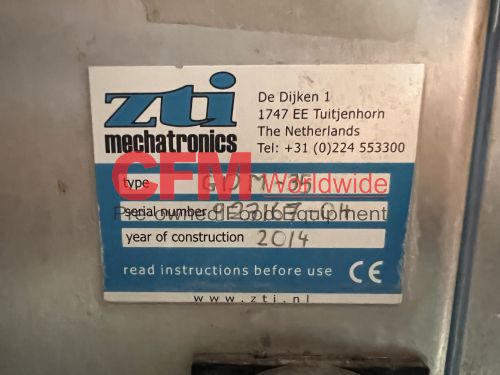 zti
mechatronics
De Dijken 1
1747 EE Tuitjenhorn
The Netherlands
Tel: +31 (0)224 553300
CFM Worldwide
Pre-owned Food Equipment
type
serial number
year of construction 2014
read instructions before use CE
www.zti.nl